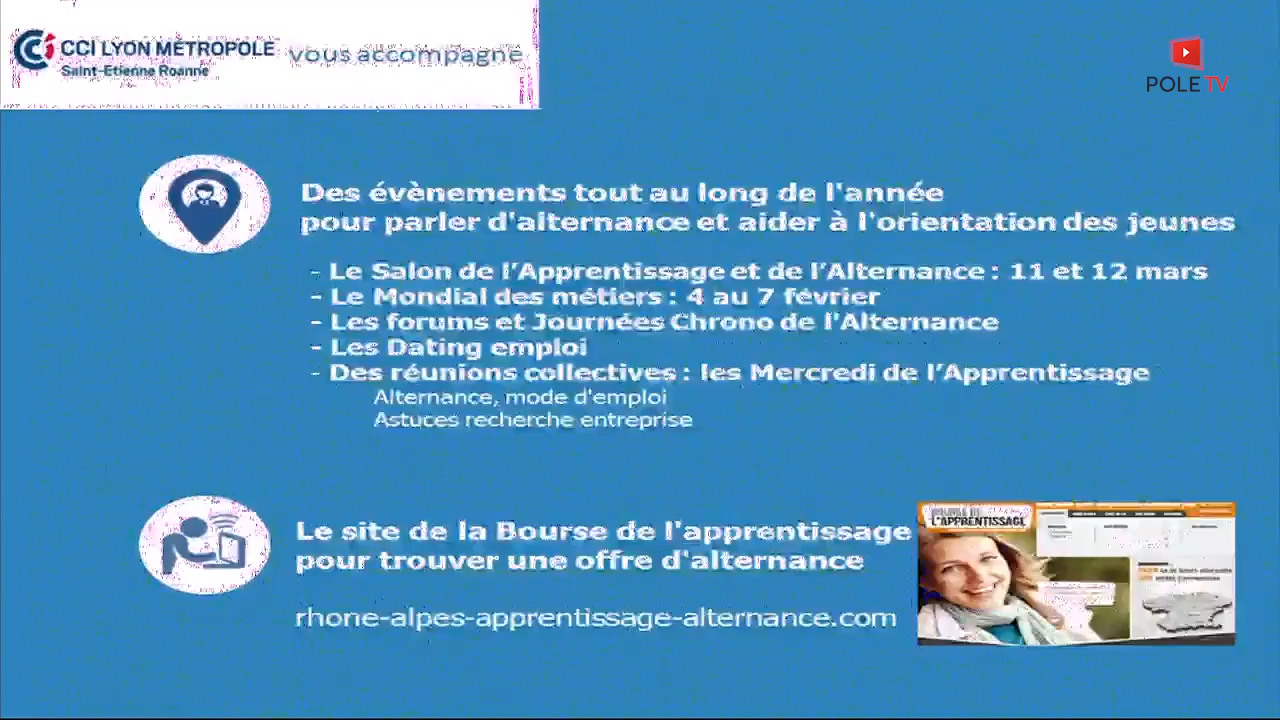 CCI LYON MÉTROPOLE
Saint-Etienne Roanne
vous accompagne
POLE TV
Des évènements tout au long de l'année
pour parler d'alternance et aider à l'orientation des jeunes
- Le Salon de l’Apprentissage et de l’Alternance : 11 et 12 mars
- Le Mondial des métiers : 4 au 7 février
- Les forums et Journées Chrono de l'Alternance
- Les Dating emploi
- Des réunions collectives : les Mercredi de l’Apprentissage
Alternance, mode d'emploi
Astuces recherche entreprise
Le site de la Bourse de l'apprentissage
pour trouver une offre d'alternance
rhone-alpes-apprentissage-alternance.com
L'APPRENTISSAGE